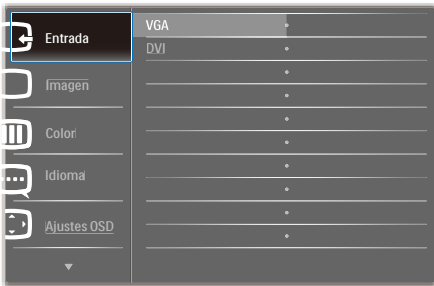 Entrada
VGA
DVI
Imagen
Color
Idioma
Ajustes OSD